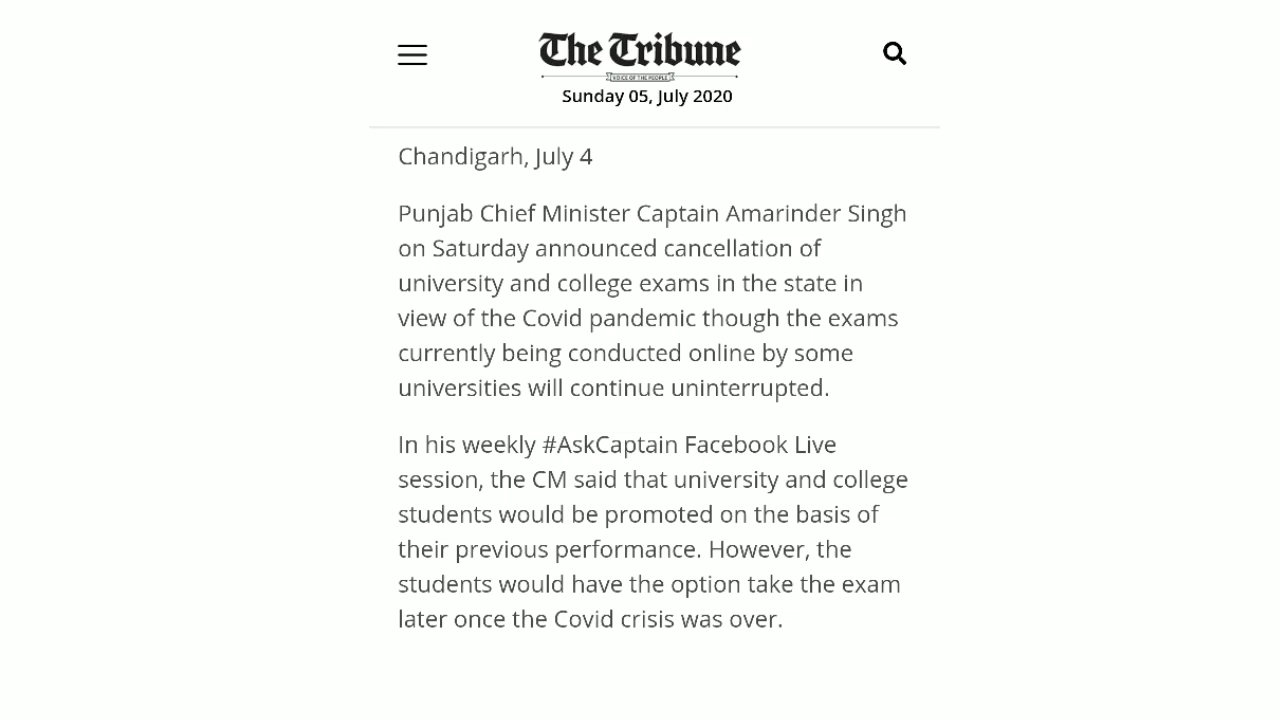 The Tribune
VOICE OF THE PEOPLE
Sunday 05, July 2020
Chandigarh, July 4
Punjab Chief Minister Captain Amarinder Singh
on Saturday announced cancellation of
university and college exams in the state in
view of the Covid pandemic though the exams
currently being conducted online by some
universities will continue uninterrupted.
In his weekly #AskCaptain Facebook Live
session, the CM said that university and college
students would be promoted on the basis of
their previous performance. However, the
students would have the option take the exam
later once the Covid crisis was over.